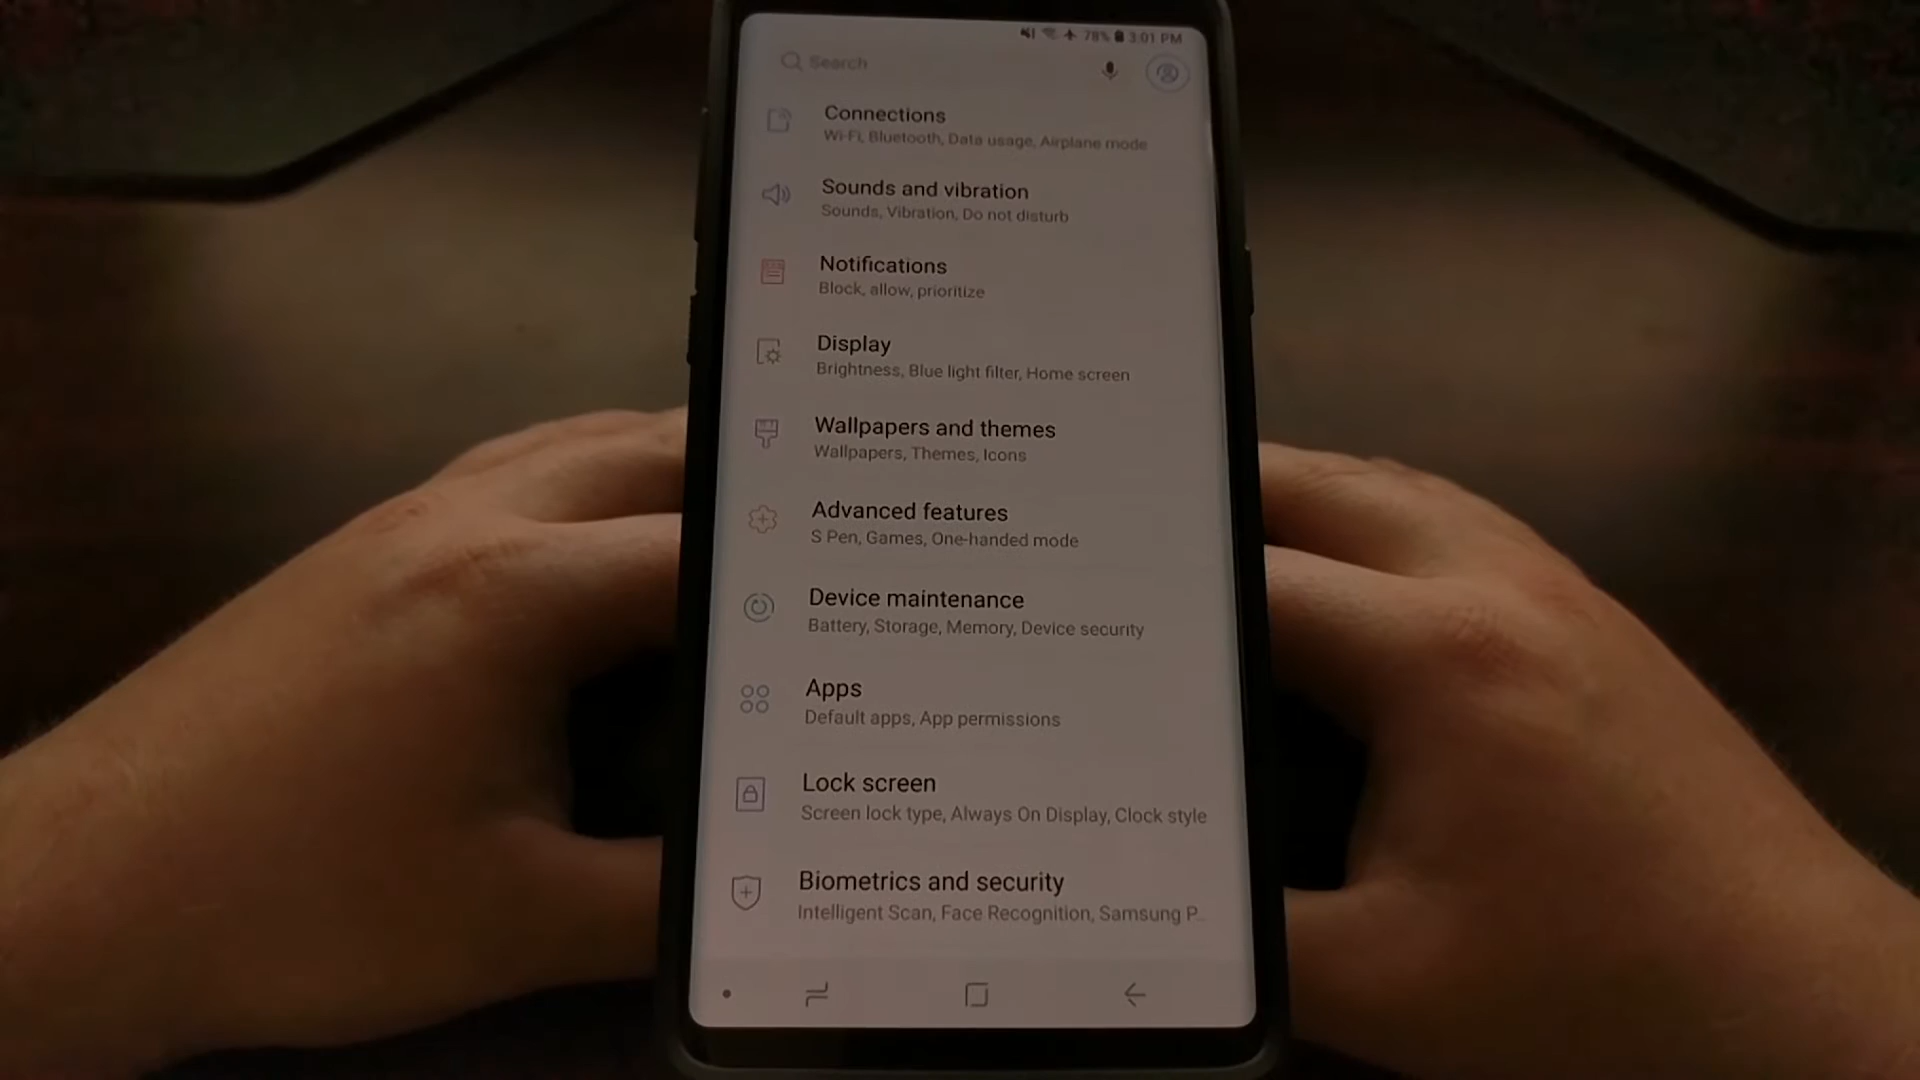 78% 3:01 PM
Search
Connections
Wi-Fi, Bluetooth, Data usage, Airplane mode
Sounds and vibration
Sounds, Vibration, Do not disturb
Notifications
Block, allow, prioritize
Display
Brightness, Blue light filter, Home screen
Wallpapers and themes
Wallpapers, Themes, Icons
Advanced features
S Pen, Games, One-handed mode
Device maintenance
Battery, Storage, Memory, Device security
Apps
Default apps, App permissions
Lock screen
Screen lock type, Always On Display, Clock style
Biometrics and security
Intelligent Scan, Face Recognition, Samsung P...